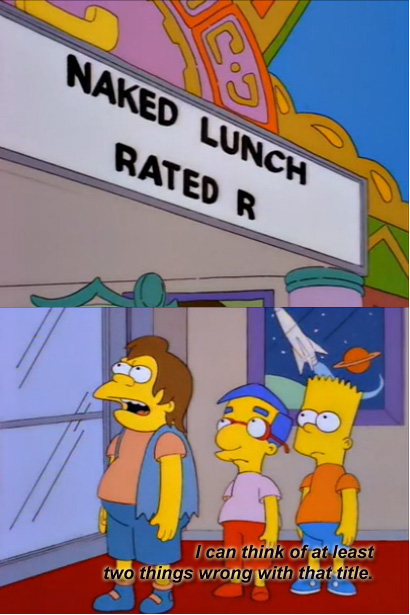 NAKED LUNCH
RATED R
I can think of at least
two things wrong with that title.